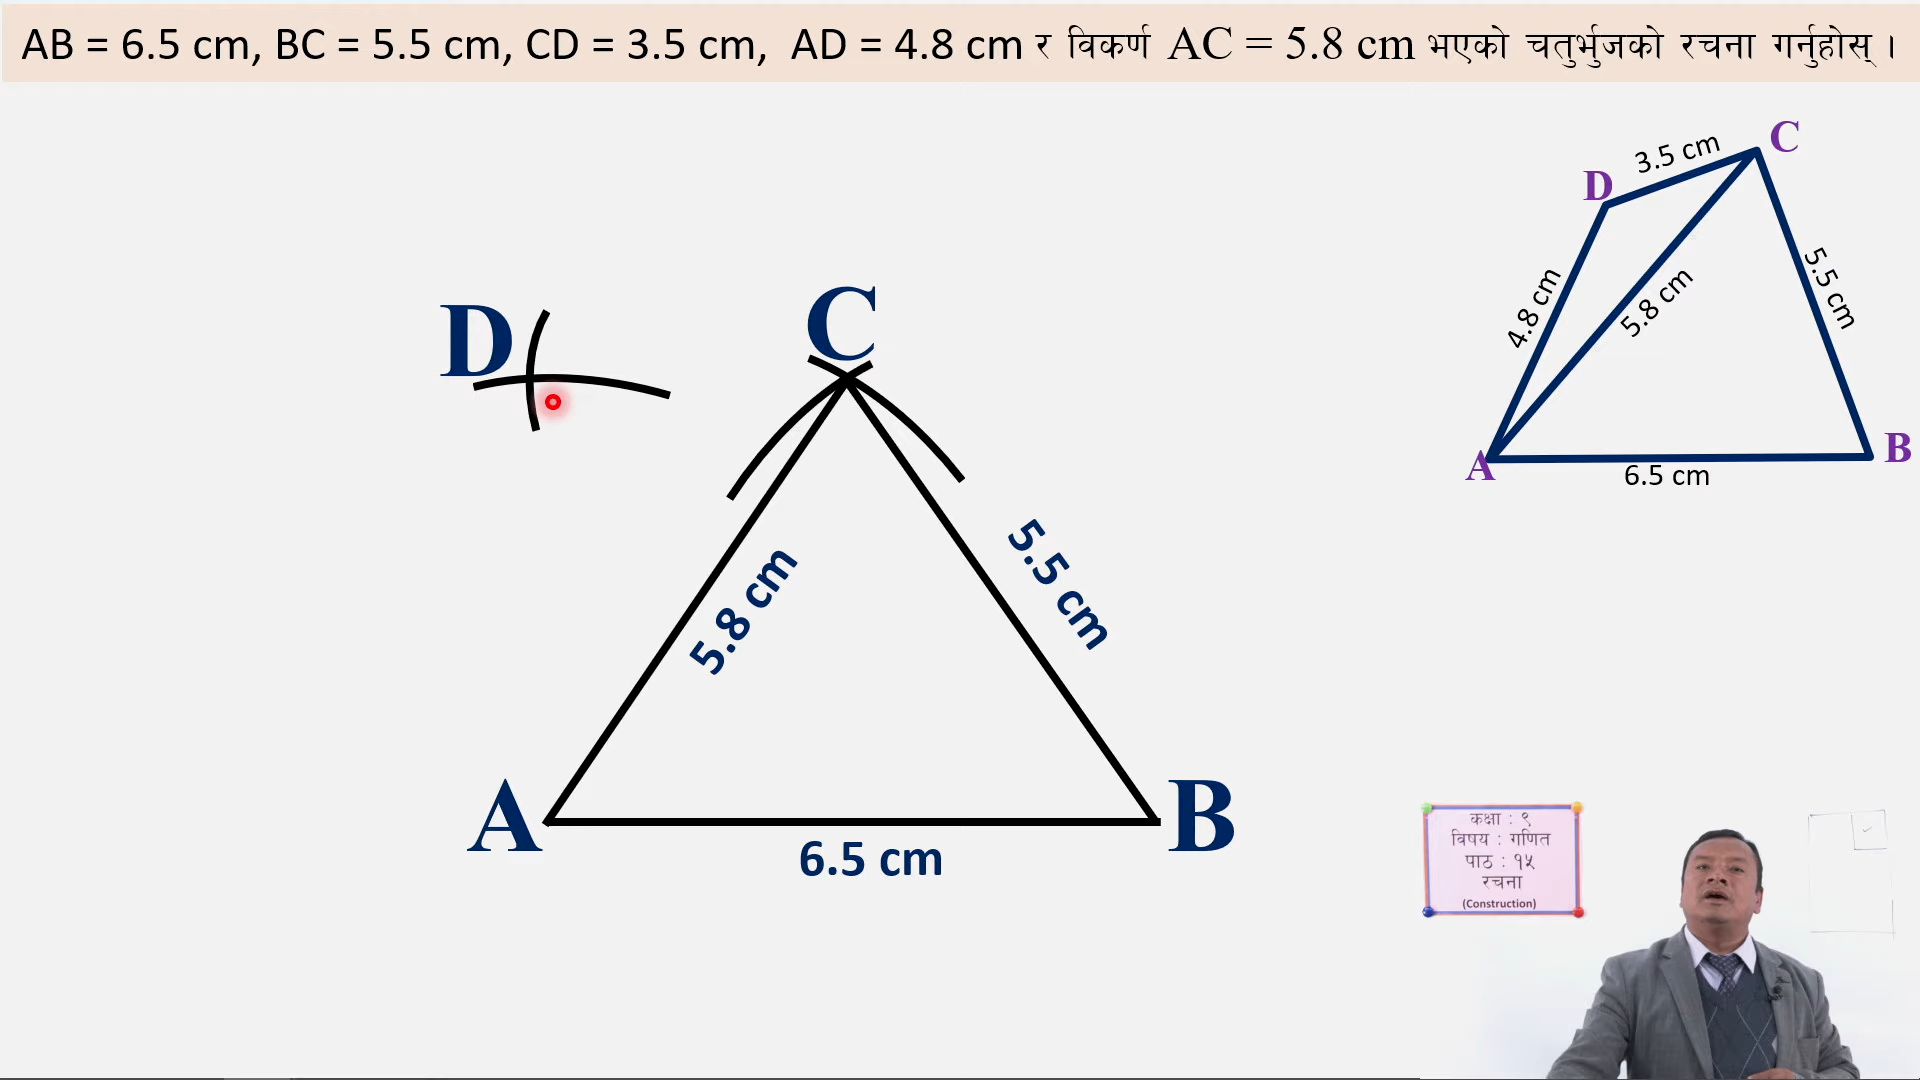 AB = 6.5 cm, BC = 5.5 cm, CD = 3.5 cm, AD = 4.8 cm र विकर्ण AC = 5.8 cm भएको चतुर्भुजको रचना गर्नुहोस् ।
C
3.5 cm
D
5.5 cm
4.8 cm
5.8 cm
A
B
6.5 cm
D
C
5.8 cm
5.5 cm
A
B
6.5 cm
कक्षा : ९
विषय : गणित
पाठ : १५
रचना
(Construction)